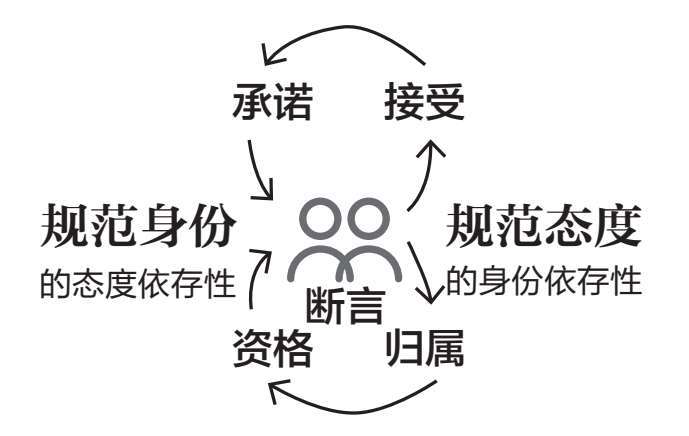 承诺 接受
规范身份
的态度依存性
规范态度
的身份依存性
断言
资格 归属